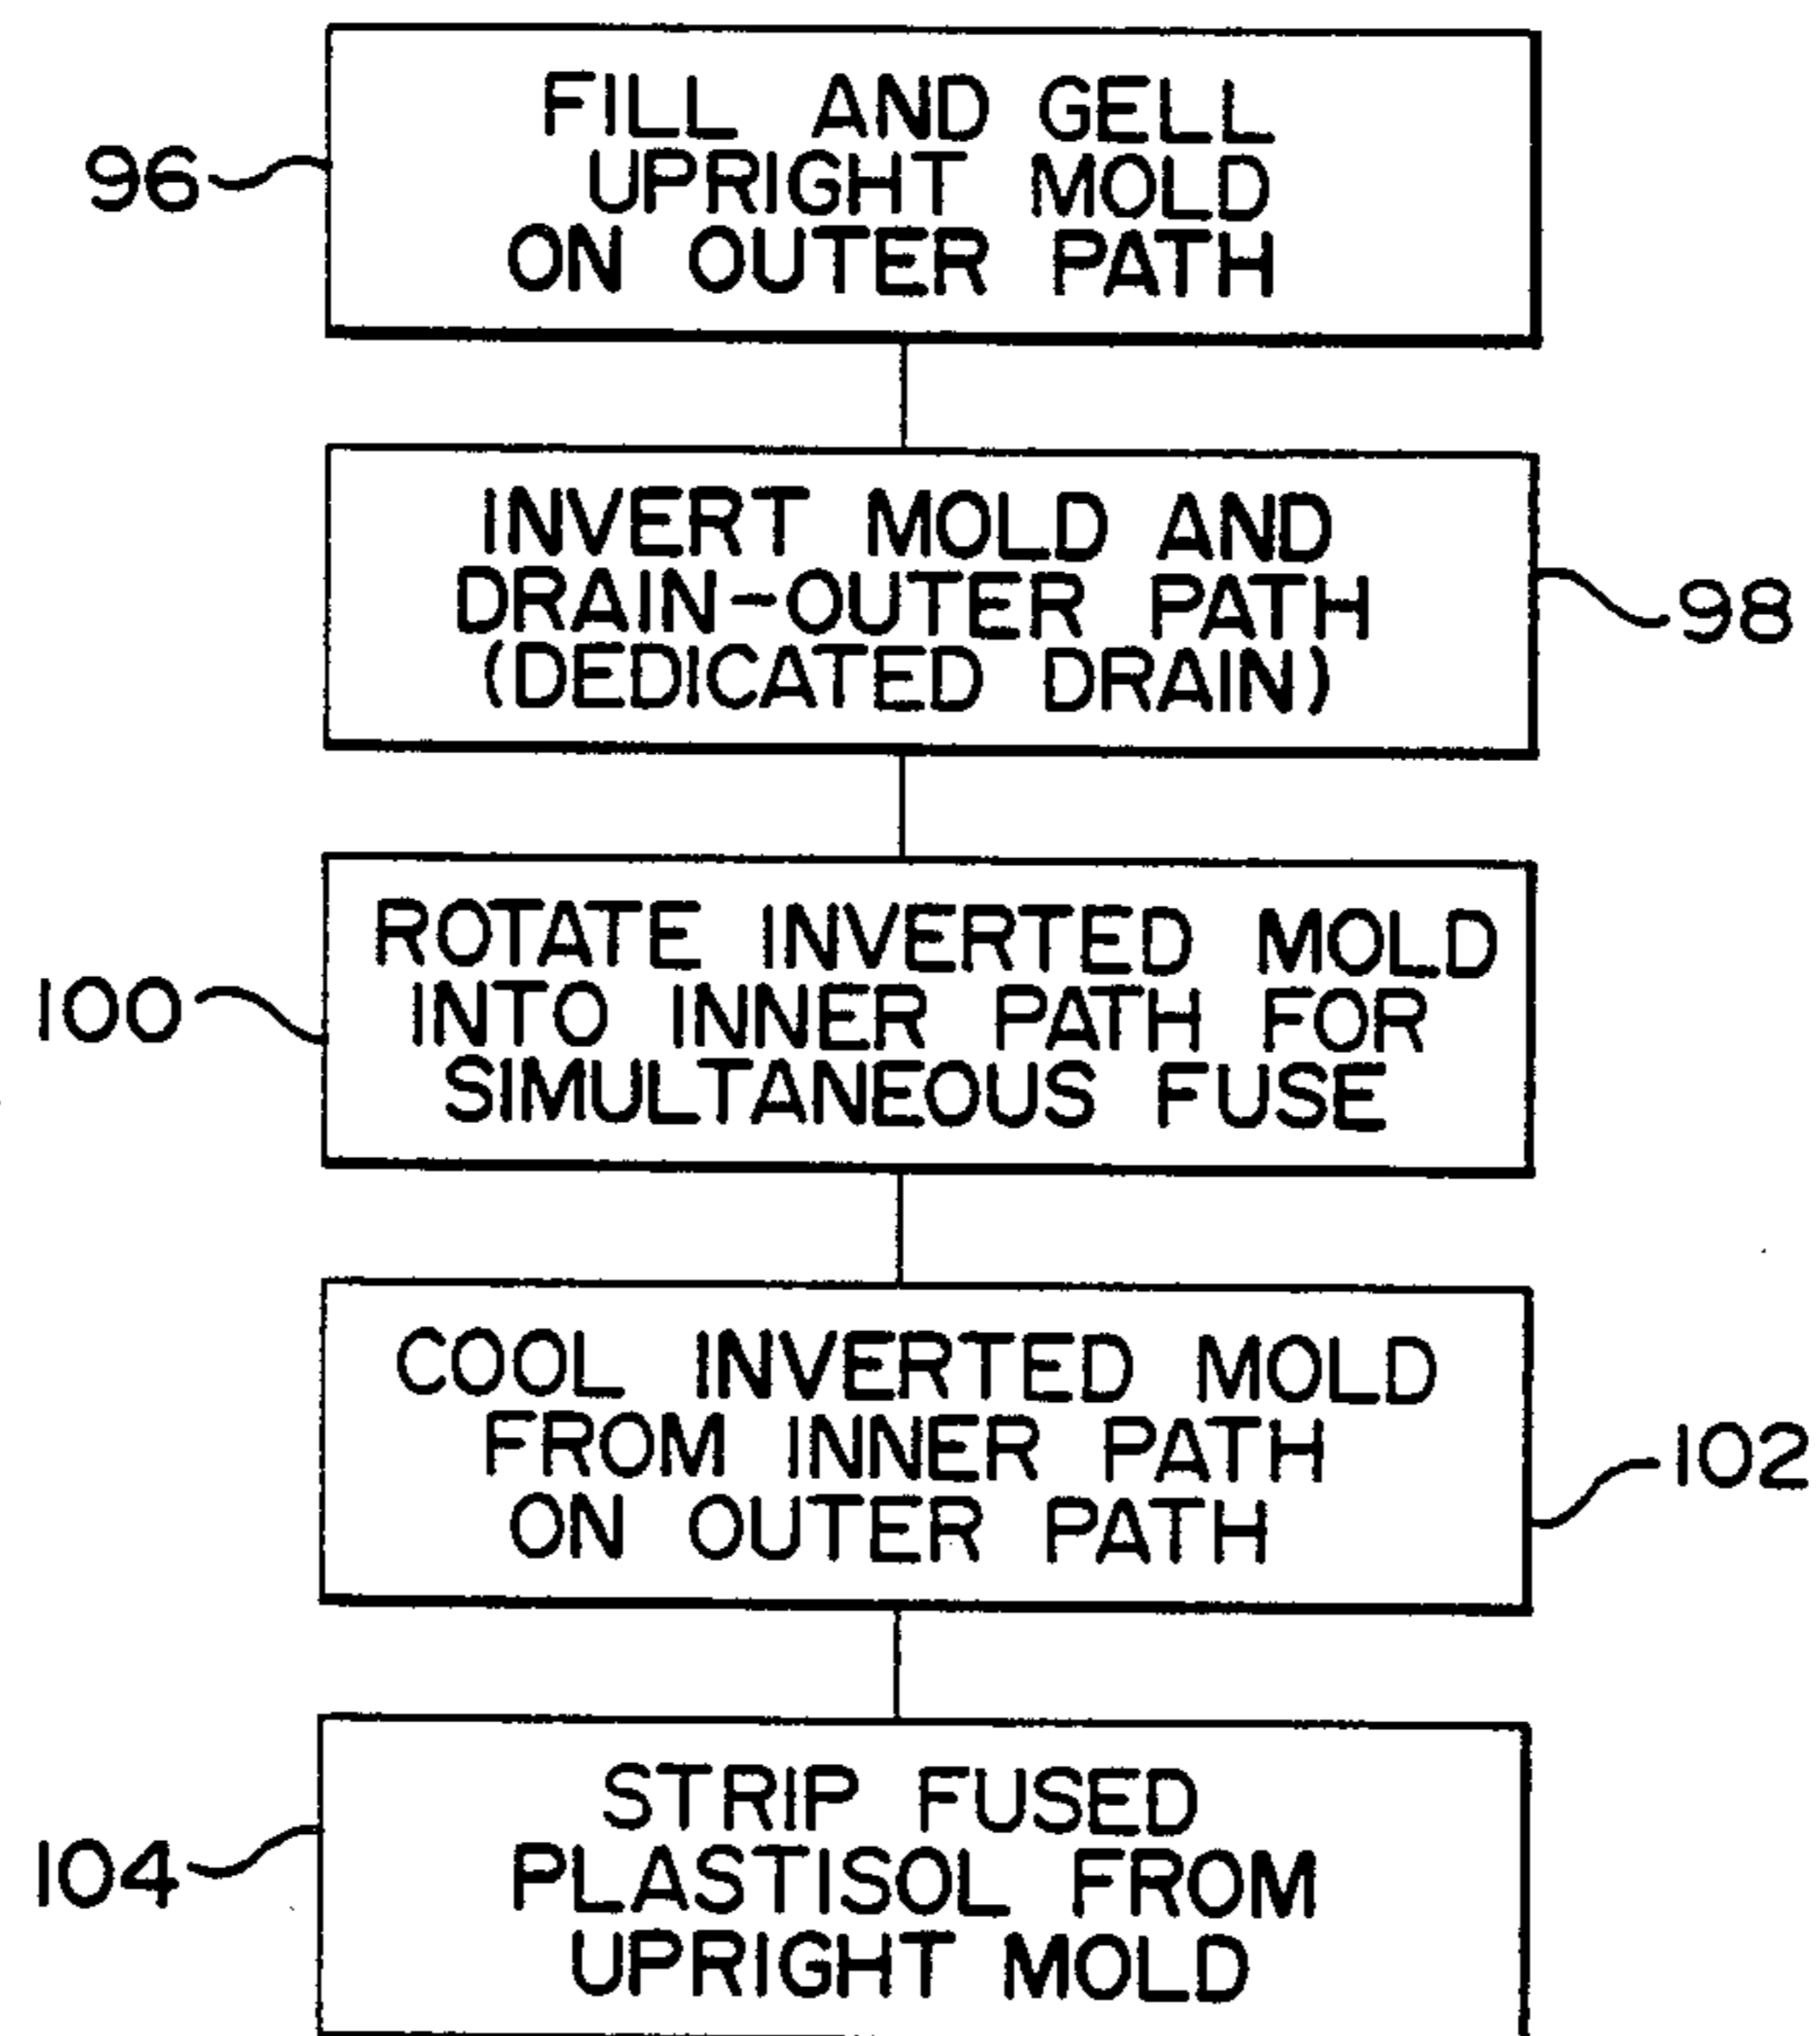 FILL AND GELL
UPRIGHT MOLD
ON OUTER PATH
96
INVERT MOLD AND
DRAIN-OUTER PATH
(DEDICATED DRAIN)
98
ROTATE INVERTED MOLD
INTO INNER PATH FOR
SIMULTANEOUS FUSE
100
COOL INVERTED MOLD
FROM INNER PATH
ON OUTER PATH
102
STRIP FUSED
PLASTISOL FROM
UPRIGHT MOLD
104